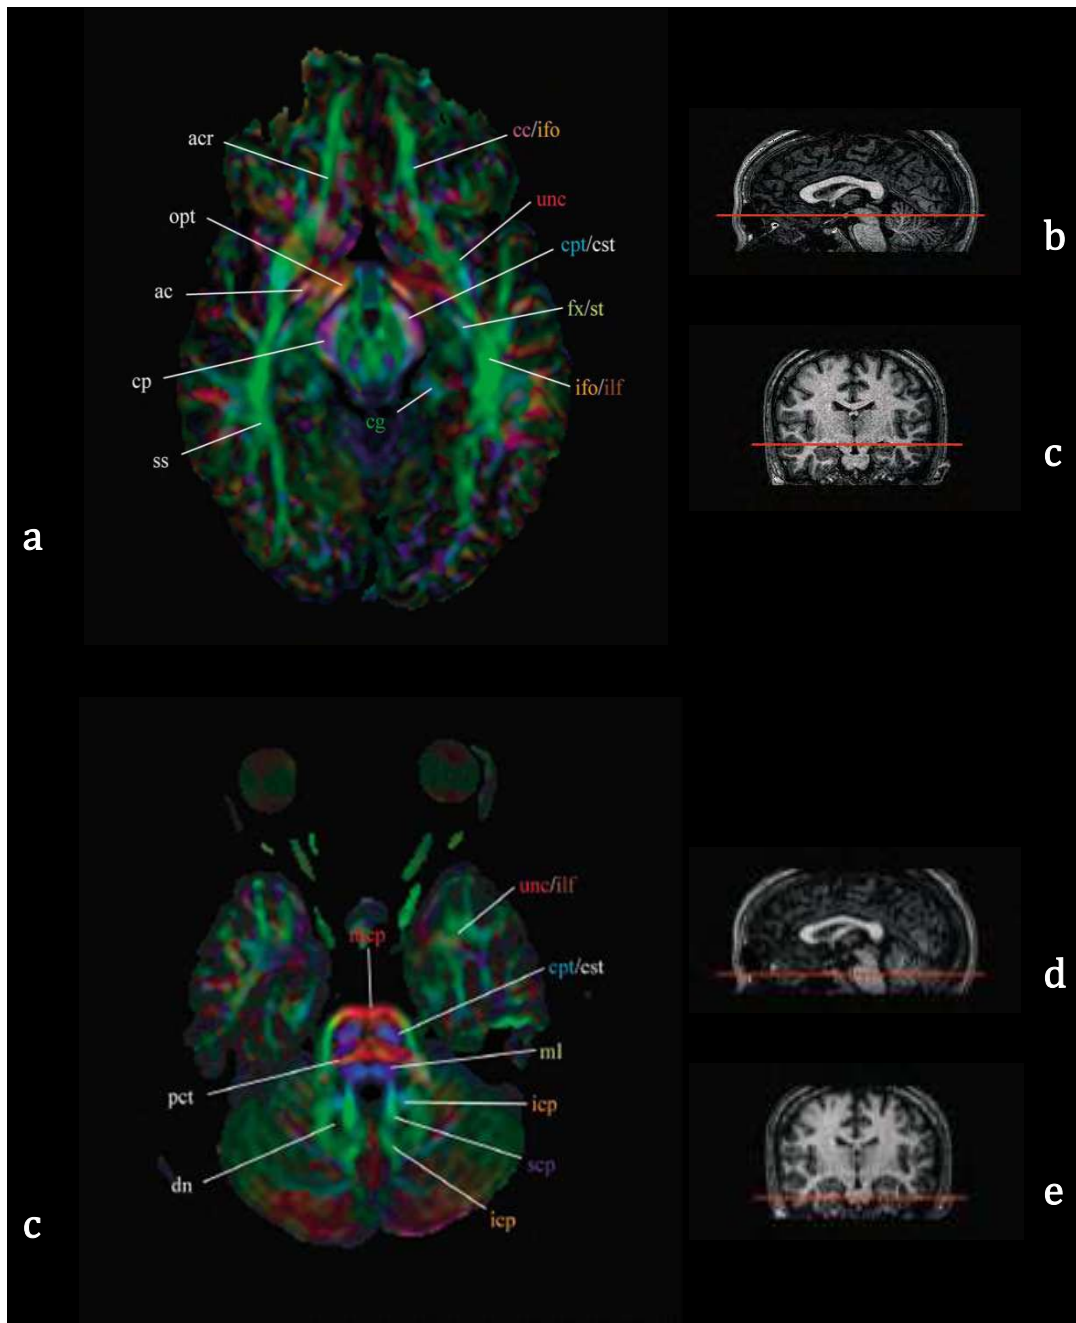 acr
cc/ifo
unc
opt
cpt/cst
ac
fx/st
cp
ifo/ilf
cg
ss
a
b
c
unc/ilf
mcp
cpt/cst
ml
pct
icp
scp
dn
icp
c
d
e